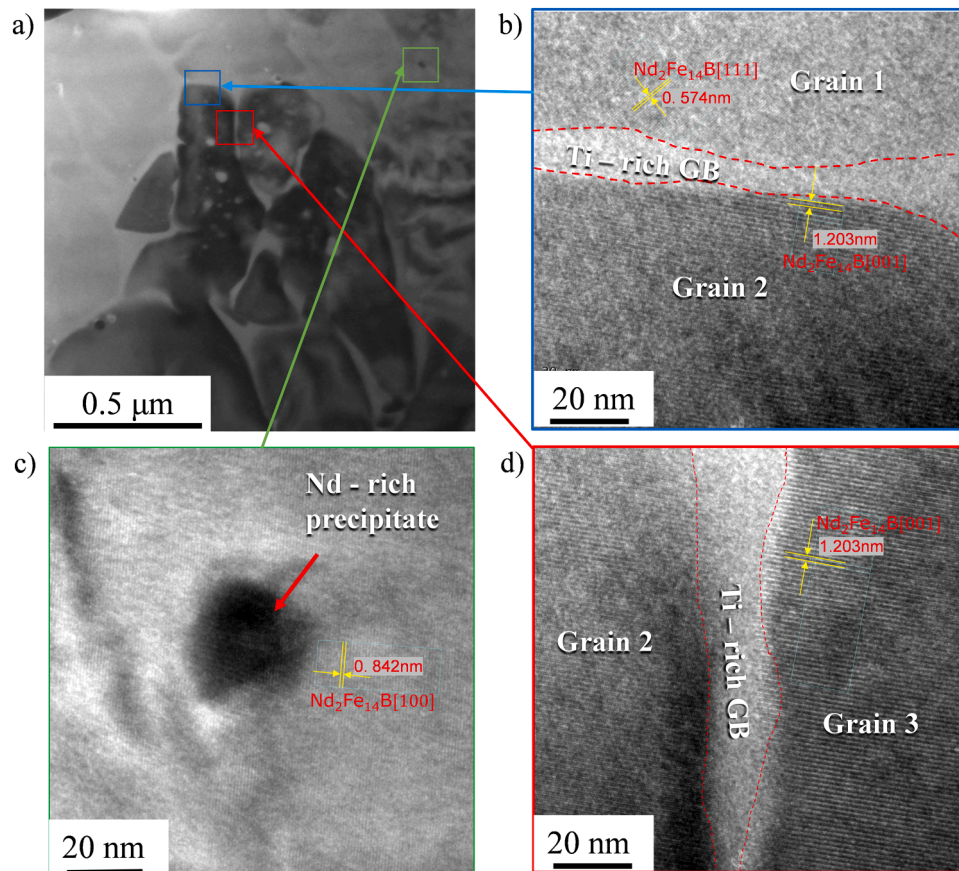 a)
0.5 μm
b)
Nd₂Fe₁₄B[111]
0. 574nm
Grain 1
Ti – rich GB
1.203nm
Nd₂Fe₁₄B[001]
Grain 2
20 nm
c)
Nd - rich
precipitate
0. 842nm
Nd₂Fe₁₄B[100]
20 nm
d)
Nd₂Fe₁₄B[001]
1.203nm
Grain 2
Ti – rich GB
Grain 3
20 nm